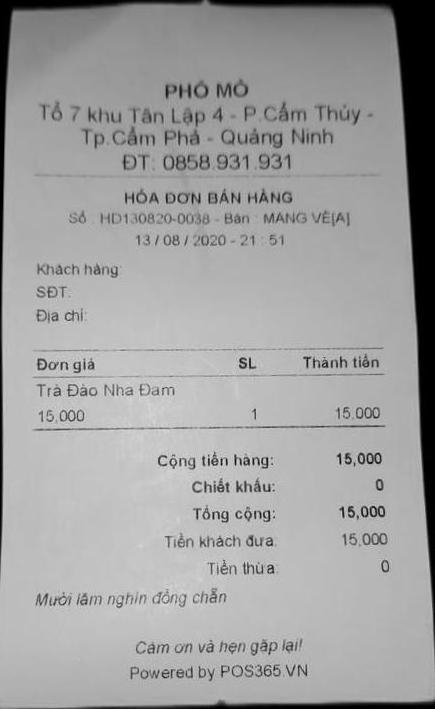 PHỐ MỎ
Tổ 7 khu Tân Lập 4 - P.Cẩm Thủy -
Tp.Cẩm Phả - Quảng Ninh
ĐT: 0858.931.931
HÓA ĐƠN BÁN HÀNG
Số : HD130820-0038 - Bàn : MANG VỀ[A]
13 / 08 / 2020 - 21 : 51
Khách hàng:
SĐT:
Địa chỉ:
Đơn giá SL Thành tiền
Trà Đào Nha Đam
15,000 1 15,000
Cộng tiền hàng: 15,000
Chiết khấu: 0
Tổng cộng: 15,000
Tiền khách đưa: 15,000
Tiền thừa: 0
Mười lăm nghìn đồng chẵn
Cảm ơn và hẹn gặp lại!
Powered by POS365.VN